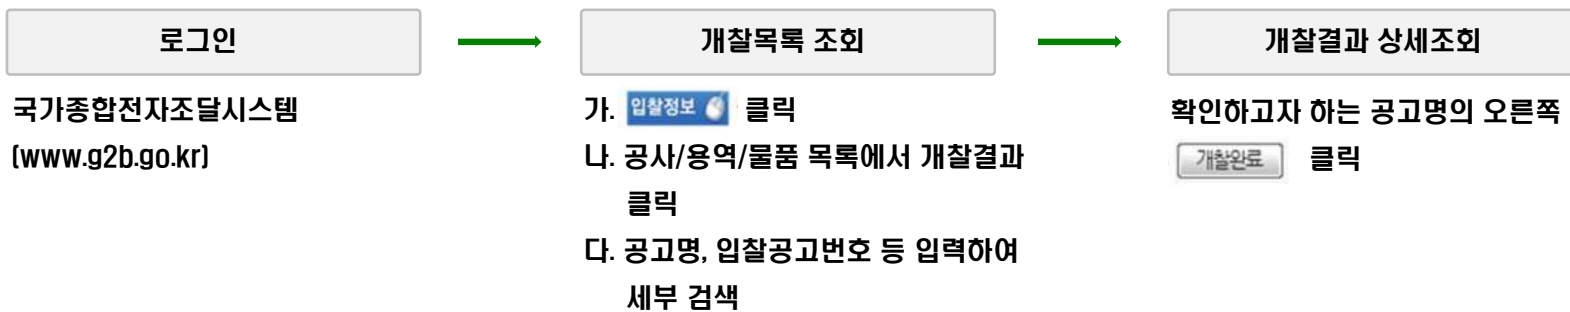 로그인
국가종합전자조달시스템
(www.g2b.go.kr)
개찰목록 조회
가. 입찰정보 클릭
나. 공사/용역/물품 목록에서 개찰결과
클릭
다. 공고명, 입찰공고번호 등 입력하여
세부 검색
개찰결과 상세조회
확인하고자 하는 공고명의 오른쪽
개찰완료 클릭